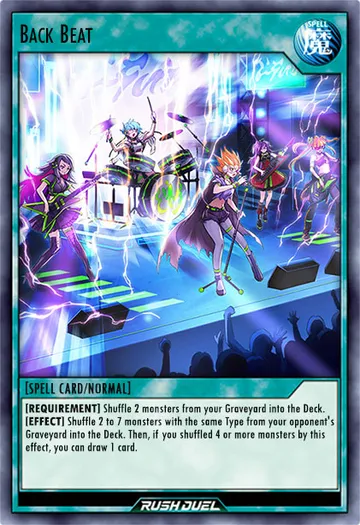 BACK BEAT
SPELL
魔
[SPELL CARD/NORMAL]
[REQUIREMENT] Shuffle 2 monsters from your Graveyard into the Deck.
[EFFECT] Shuffle 2 to 7 monsters with the same Type from your opponent's
Graveyard into the Deck. Then, if you shuffled 4 or more monsters by this
effect, you can draw 1 card.
RUSH DUEL